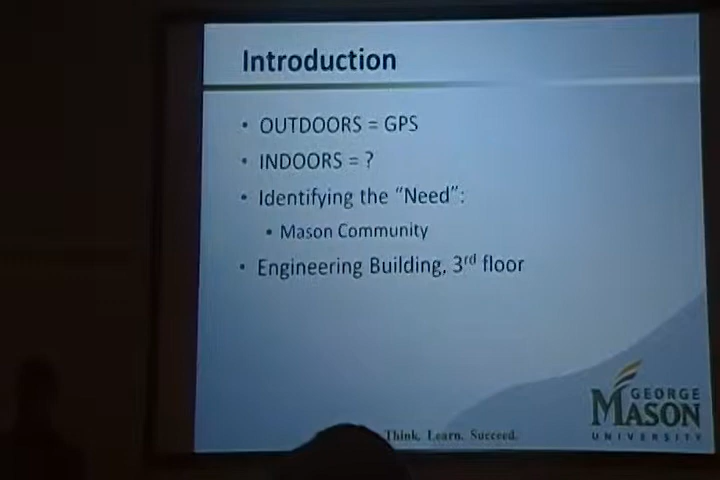 Introduction
• OUTDOORS = GPS
• INDOORS = ?
• Identifying the “Need”:
• Mason Community
• Engineering Building, 3rd floor
GEORGE
MASON
UNIVERSITY
Think. Learn. Succeed.